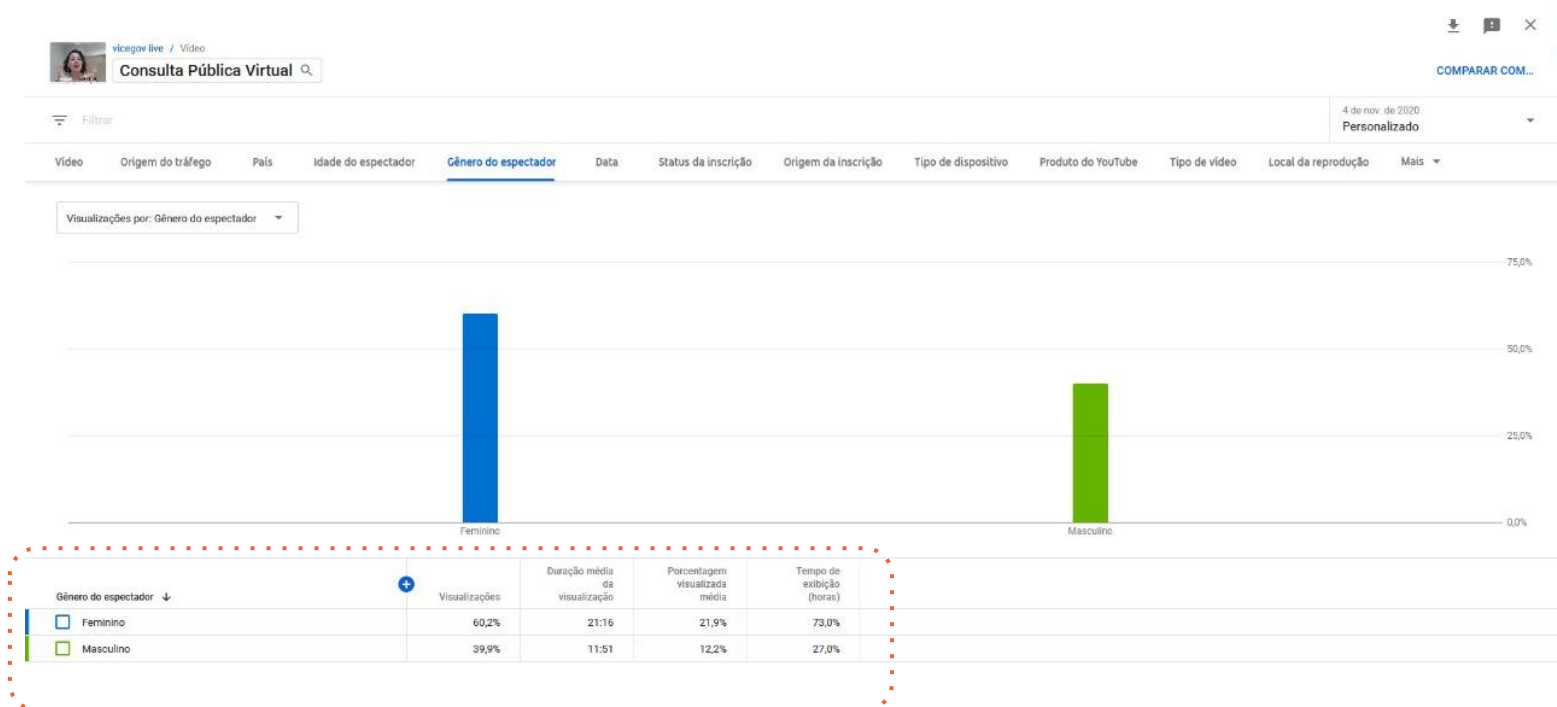 vicegov live / Vídeo
Consulta Pública Virtual
COMPARAR COM...
Filtrar
4 de nov. de 2020
Personalizado
Vídeo Origem do tráfego País Idade do espectador Gênero do espectador Data Status da inscrição Origem da inscrição Tipo de dispositivo Produto do YouTube Tipo de vídeo Local da reprodução Mais
Visualizações por: Gênero do espectador
75,0%
50,0%
25,0%
0,0%
Feminino Masculino
Gênero do espectador Visualizações Duração média da visualização Porcentagem visualizada média Tempo de exibição (horas)
Feminino 60,2% 21:16 21,9% 73,0%
Masculino 39,9% 11:51 12,2% 27,0%